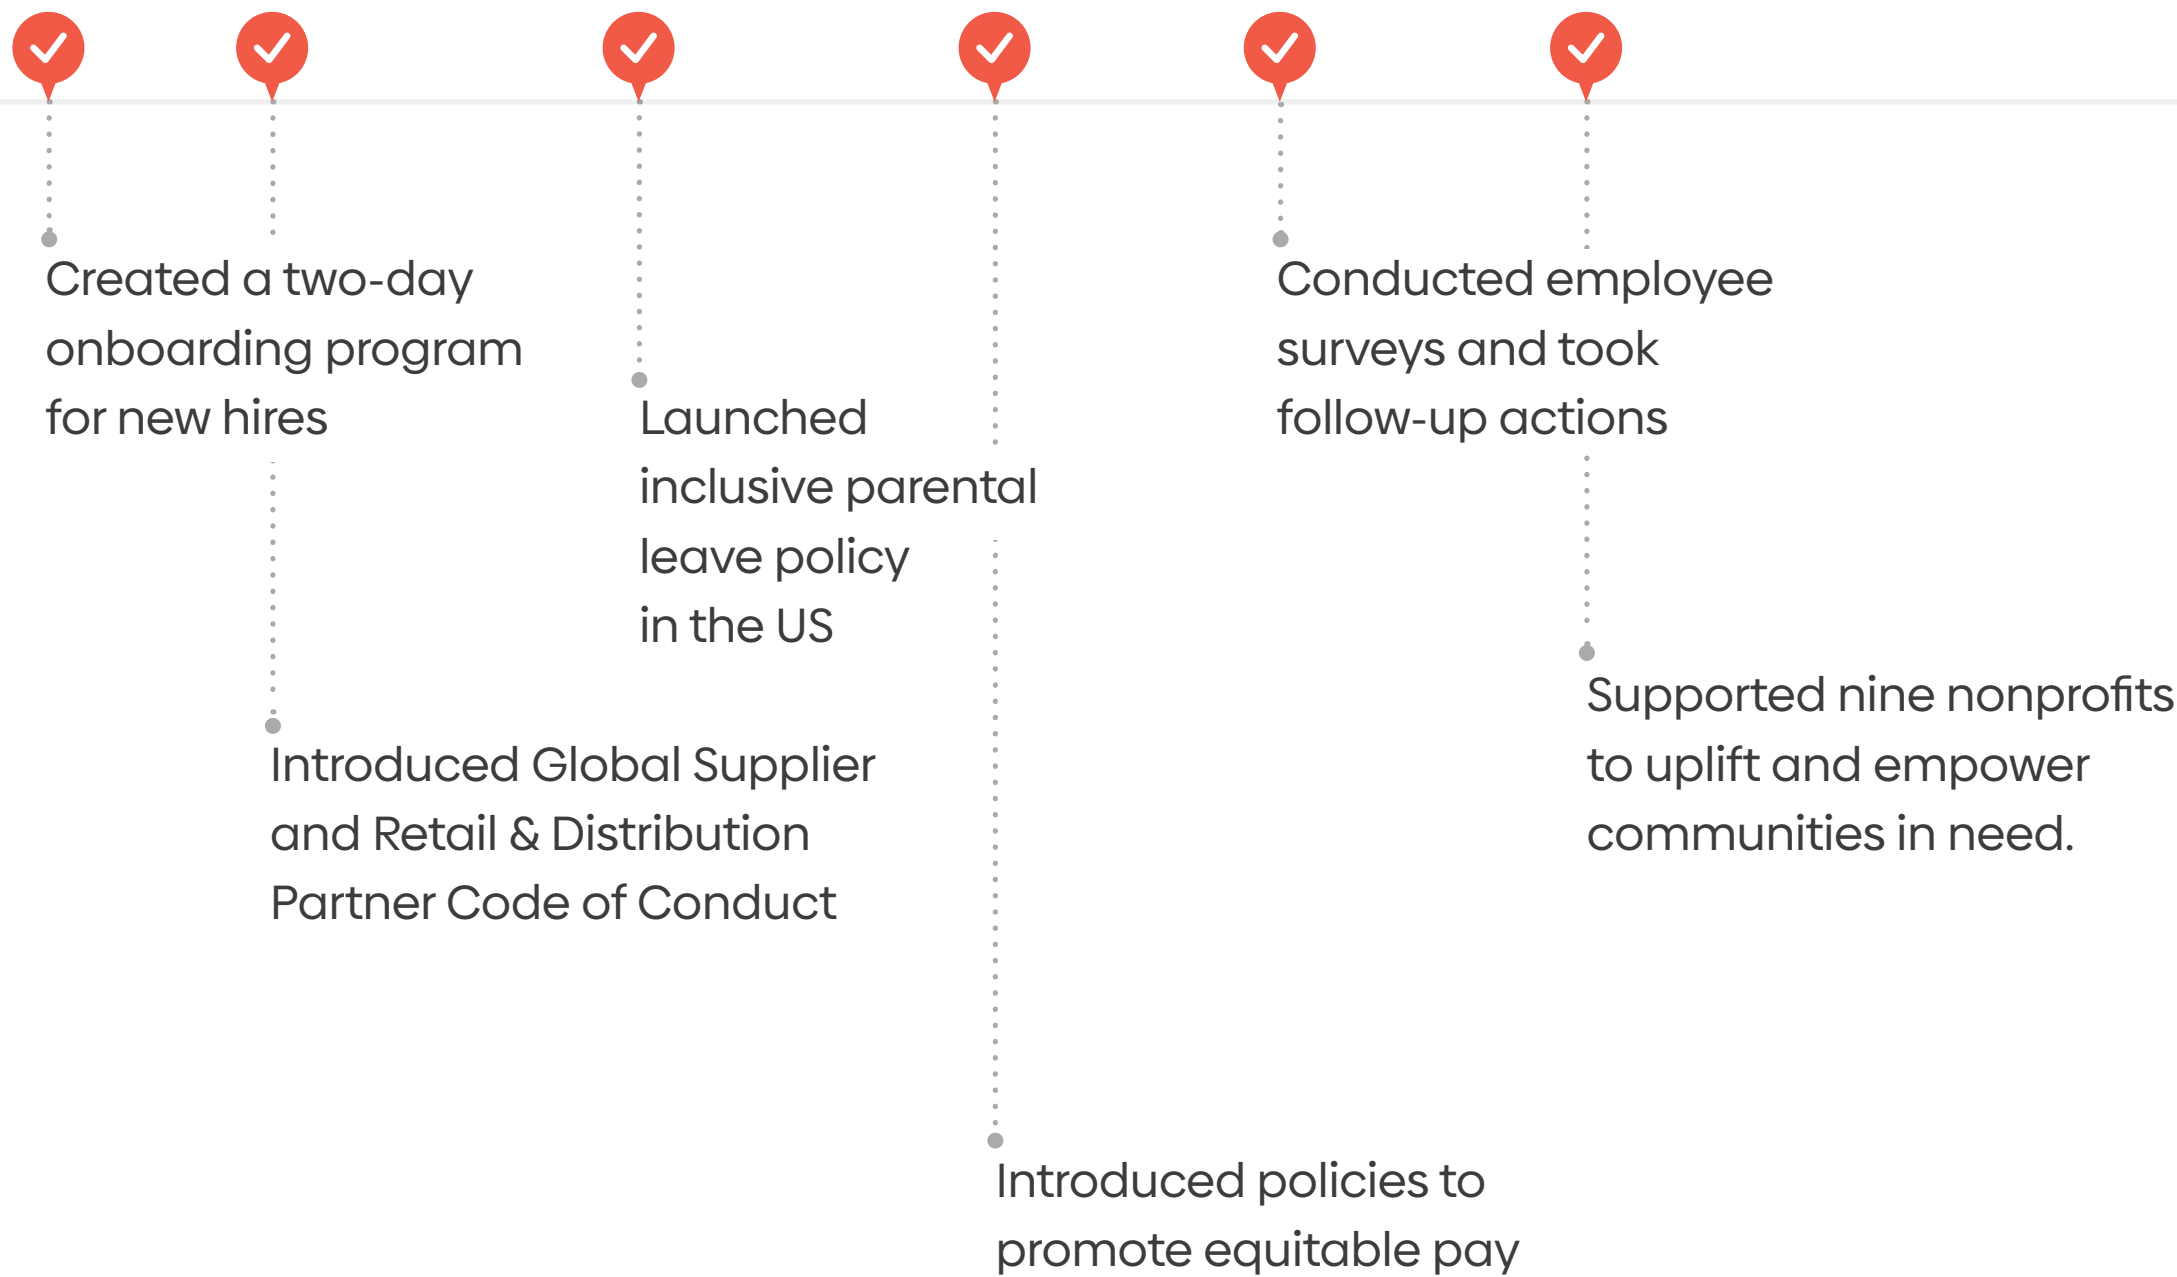 Created a two-day
onboarding program
for new hires
Introduced Global Supplier
and Retail & Distribution
Partner Code of Conduct
Launched
inclusive parental
leave policy
in the US
Introduced policies to
promote equitable pay
Conducted employee
surveys and took
follow-up actions
Supported nine nonprofits
to uplift and empower
communities in need.